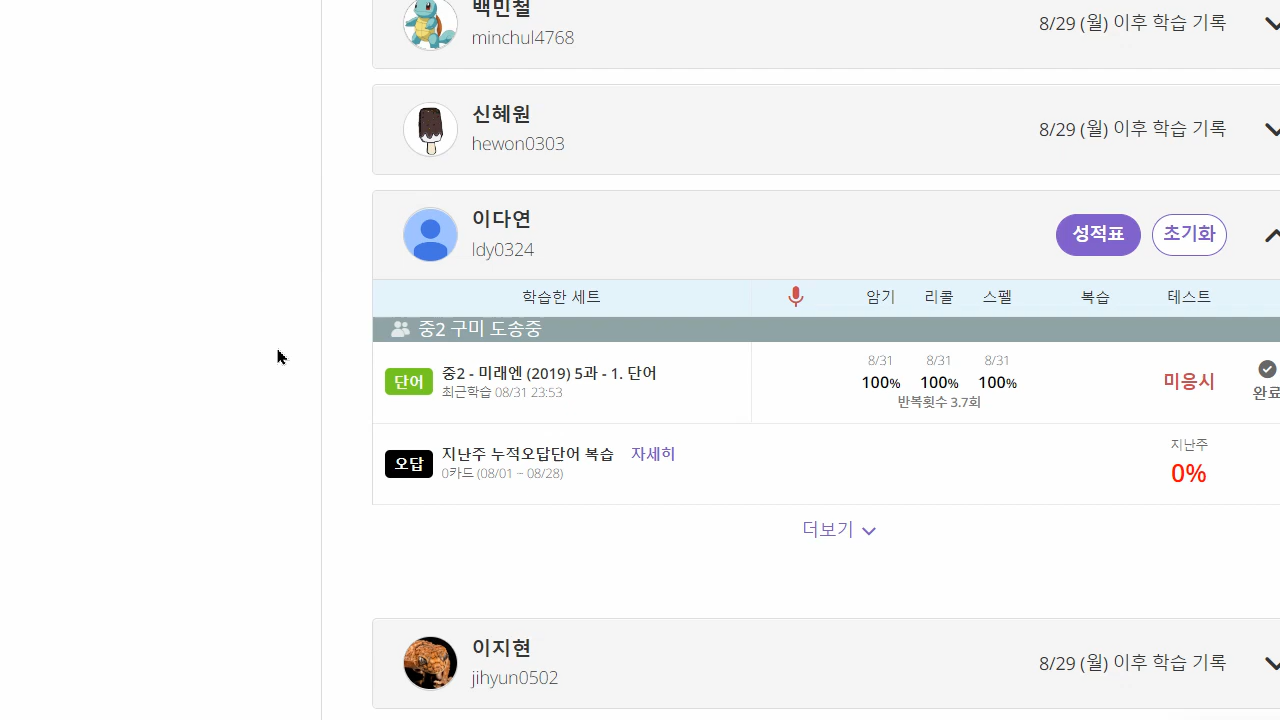 백민철
minchul4768
8/29 (월) 이후 학습 기록
신혜원
hewon0303
8/29 (월) 이후 학습 기록
이다연
ldy0324
성적표 초기화
학습한 세트 암기 리콜 스펠 복습 테스트
중2 구미 도송중
단어 중2 - 미래엔 (2019) 5과 - 1. 단어
최근학습 08/31 23:53
8/31 8/31 8/31
100% 100% 100%
반복횟수 3.7회
미응시
완료
오답 지난주 누적오답단어 복습 자세히
0카드 (08/01 ~ 08/28)
지난주
0%
더보기
이지현
jihyun0502
8/29 (월) 이후 학습 기록